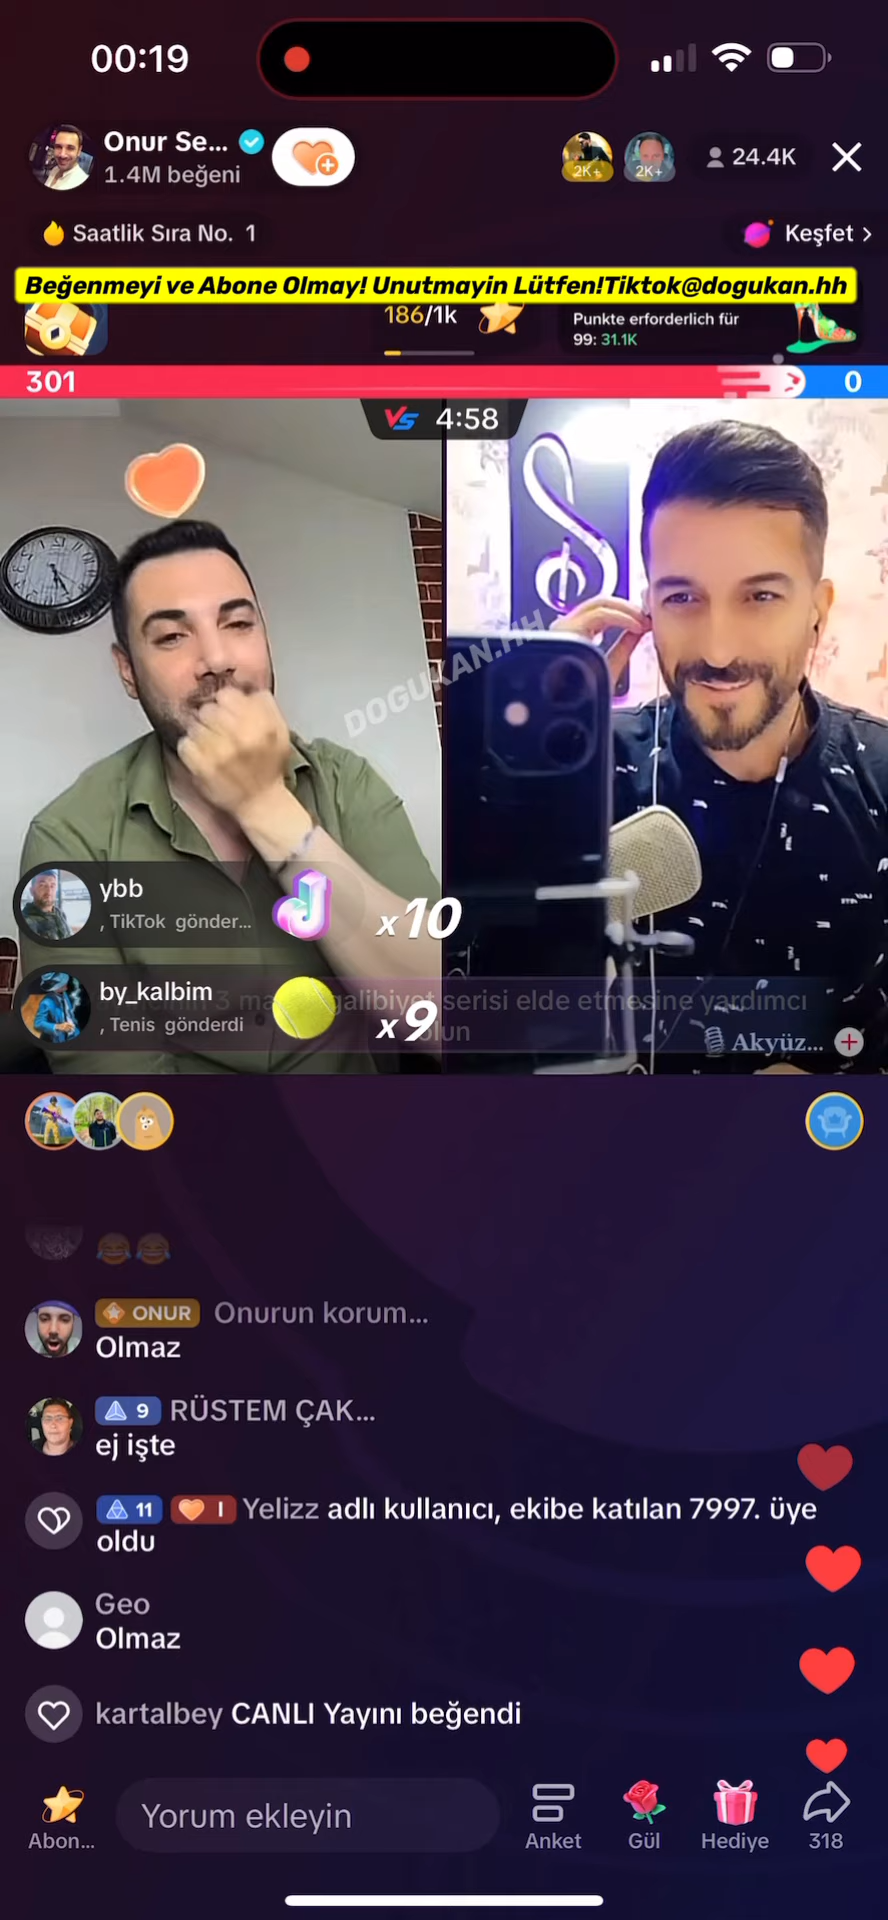 00:19
Onur Se...
1.4M beğeni
2K+
2K+
24.4K
Saatlik Sıra No. 1
Keşfet >
Beğenmeyi ve Abone Olmay! Unutmayin Lütfen!Tiktok@dogukan.hh
186/1k
Punkte erforderlich für
99: 31.1K
301
0
VS 4:58
DOGUKAN.HH
ybb
, TikTok gönder...
x10
by_kalbim
, Tenis gönderdi
x9
galibiyet serisi elde etmesine yardımcı
olun
Akyüz...
ONUR Onurun korum...
Olmaz
9 RÜSTEM ÇAK...
ej işte
11 I Yelizz adlı kullanıcı, ekibe katılan 7997. üye
oldu
Geo
Olmaz
kartalbey CANLI Yayını beğendi
Abon...
Yorum ekleyin
Anket
Gül
Hediye
318